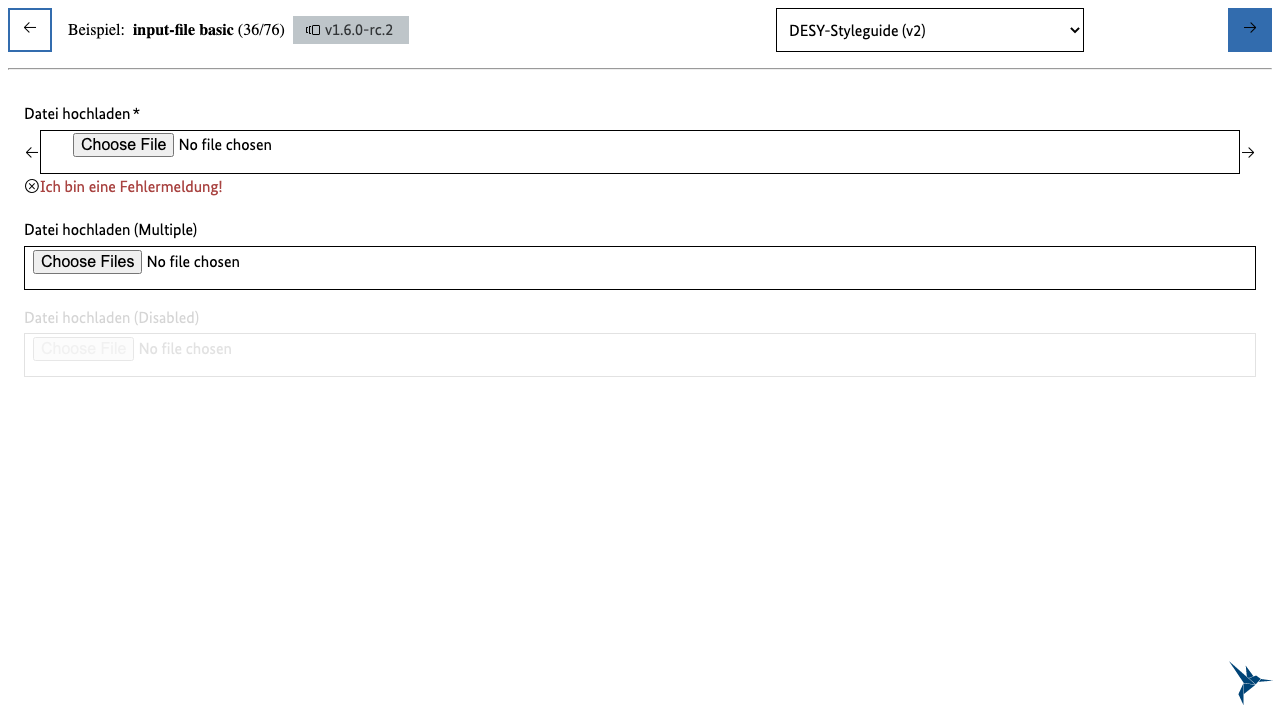 Beispiel: input-file basic (36/76) v1.6.0-rc.2 DESY-Styleguide (v2)
Datei hochladen *
Choose File No file chosen
Ich bin eine Fehlermeldung!
Datei hochladen (Multiple)
Choose Files No file chosen
Datei hochladen (Disabled)
Choose File No file chosen